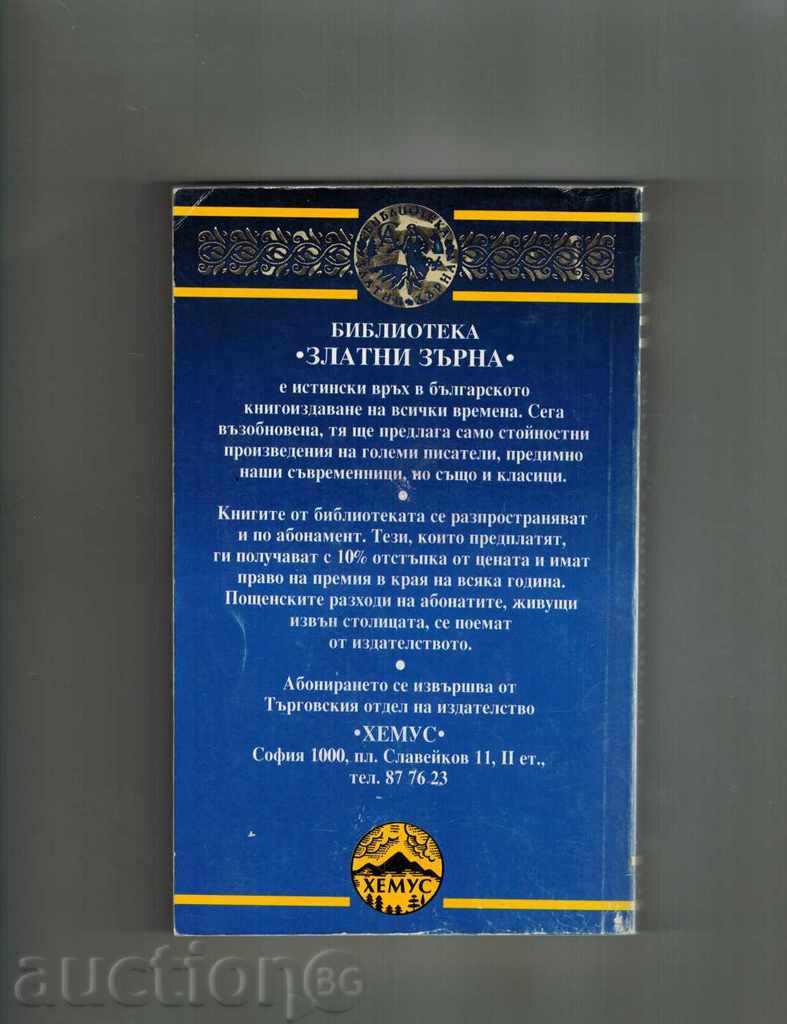 БИБЛИОТЕКА
ЗЛАТНИ ЗЪРНА
БИБЛИОТЕКА
•ЗЛАТНИ ЗЪРНА•
е истински връх в българското
книгоиздаване на всички времена. Сега
възобновена, тя ще предлага само стойностни
произведения на големи писатели, предимно
наши съвременници, но също и класици.
•
Книгите от библиотеката се разпространяват
и по абонамент. Тези, които предплатят,
ги получават с 10% отстъпка от цената и имат
право на премия в края на всяка година.
Пощенските разходи на абонатите, живущи
извън столицата, се поемат
от издателството.
•
Абонирането се извършва от
Търговския отдел на издателство
•ХЕМУС•
София 1000, пл. Славейков 11, II ет.,
тел. 87 76 23
ХЕМУС
auctionBG